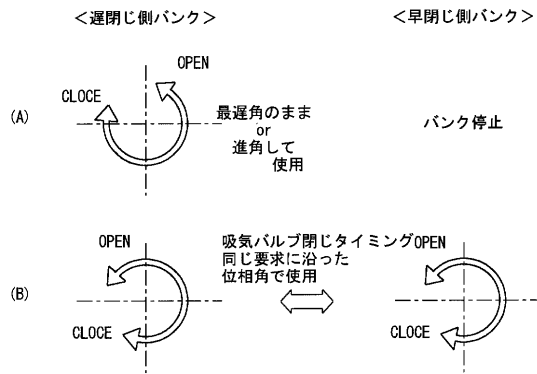 <遅閉じ側バンク>
<早閉じ側バンク>
(A)
OPEN
CLOCE
最遅角のまま
or
進角して
使用
バンク停止
(B)
OPEN
CLOCE
吸気バルブ閉じタイミング
同じ要求に沿った
位相角で使用
OPEN
CLOCE